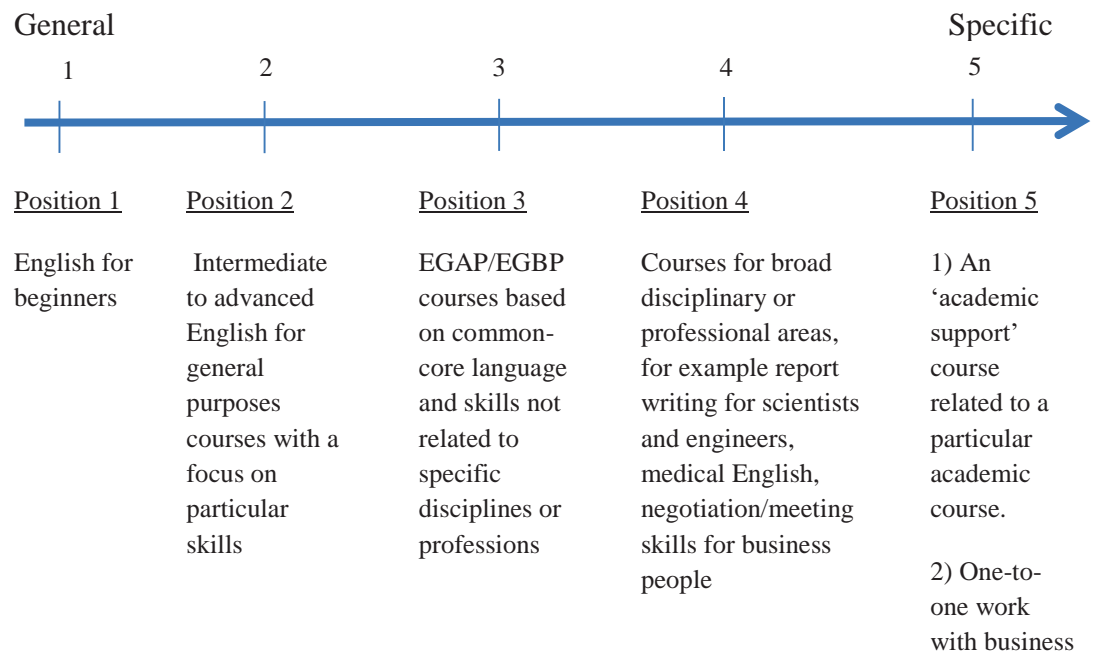 General Specific
1 2 3 4 5
Position 1
English for
beginners
Position 2
Intermediate
to advanced
English for
general
purposes
courses with a
focus on
particular
skills
Position 3
EGAP/EGBP
courses based
on common-
core language
and skills not
related to
specific
disciplines or
professions
Position 4
Courses for broad
disciplinary or
professional areas,
for example report
writing for scientists
and engineers,
medical English,
negotiation/meeting
skills for business
people
Position 5
1) An
‘academic
support’
course
related to a
particular
academic
course.
2) One-to-
one work
with business